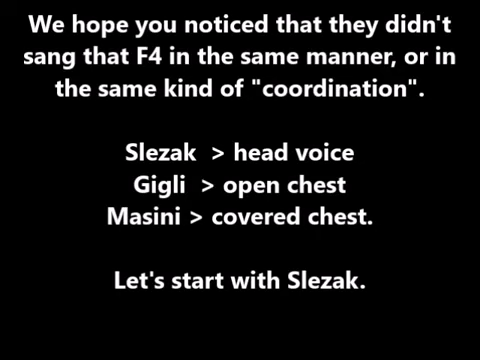 We hope you noticed that they didn't
sang that F4 in the same manner, or in
the same kind of "coordination".
Slezak > head voice
Gigli > open chest
Masini > covered chest.
Let's start with Slezak.